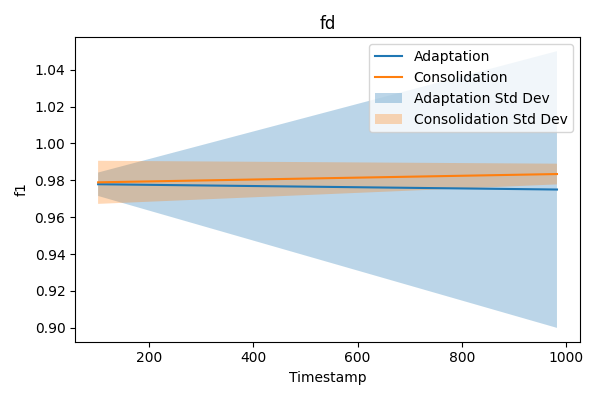 fd
Adaptation
Consolidation
Adaptation Std Dev
Consolidation Std Dev
1.04
1.02
1.00
0.98
0.96
0.94
0.92
0.90
f1
200 400 600 800 1000
Timestamp